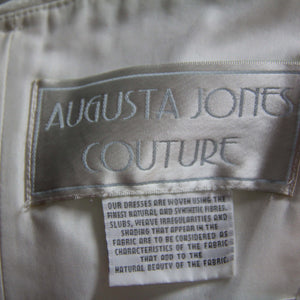 AUGUSTA JONES
COUTURE
OUR DRESSES ARE WOVEN USING THE
FINEST NATURAL AND SYNTHETIC FIBRES.
SLUBS, WEAVE IRREGULARITIES AND
SHADING THAT APPEAR IN THE
FABRIC ARE TO BE CONSIDERED AS
CHARACTERISTICS OF THE FABRIC
THAT ADD TO THE
NATURAL BEAUTY OF THE FABRIC.